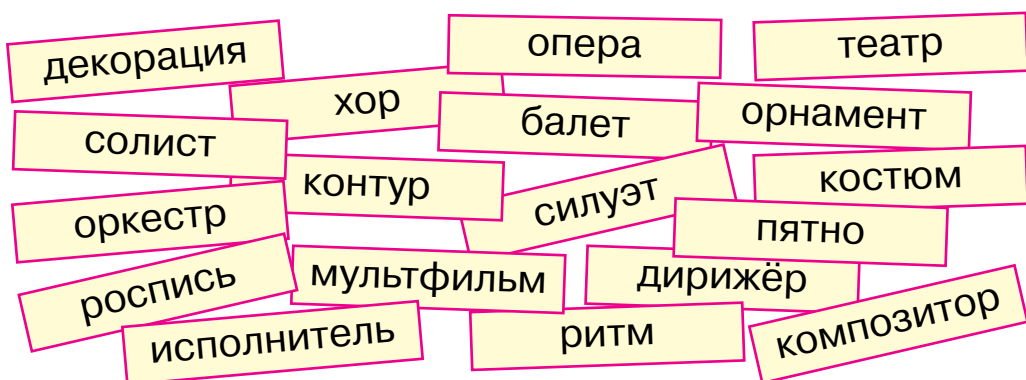 декорация
опера
театр
хор
солист
балет
орнамент
контур
силуэт
костюм
оркестр
пятно
роспись
мультфильм
дирижёр
исполнитель
ритм
композитор